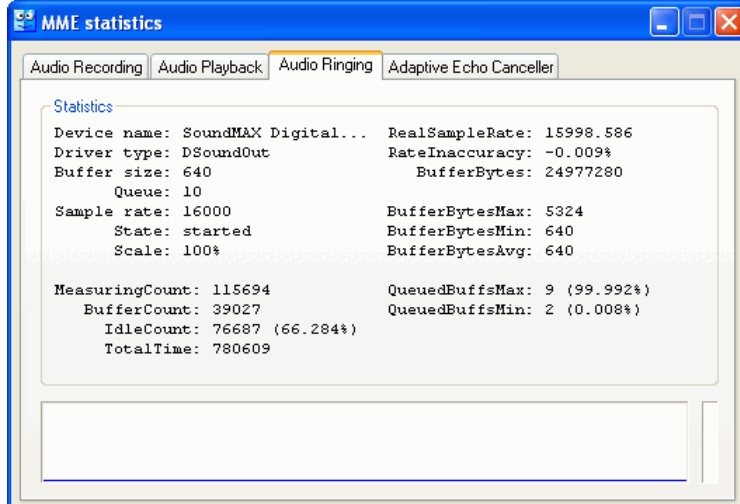 MME statistics
Audio Recording Audio Playback Audio Ringing Adaptive Echo Canceller
Statistics
Device name: SoundMAX Digital... RealSampleRate: 15998.586
Driver type: DSoundOut RateInaccuracy: -0.009%
Buffer size: 640 BufferBytes: 24977280
Queue: 10
Sample rate: 16000 BufferBytesMax: 5324
State: started BufferBytesMin: 640
Scale: 100% BufferBytesAvg: 640
MeasuringCount: 115694 QueuedBuffsMax: 9 (99.992%)
BufferCount: 39027 QueuedBuffsMin: 2 (0.008%)
IdleCount: 76687 (66.284%)
TotalTime: 780609